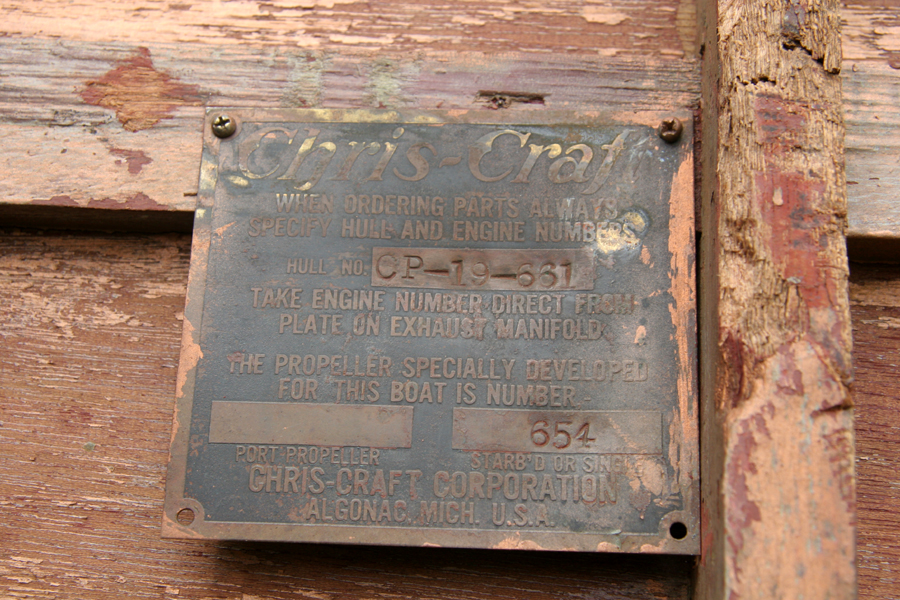 Chris-Craft
WHEN ORDERING PARTS ALWAYS
SPECIFY HULL AND ENGINE NUMBERS
HULL NO. CP-19-661
TAKE ENGINE NUMBER DIRECT FROM
PLATE ON EXHAUST MANIFOLD
THE PROPELLER SPECIALLY DEVELOPED
FOR THIS BOAT IS NUMBER -
654
PORT PROPELLER STARB'D OR SINGLE
CHRIS-CRAFT CORPORATION
ALGONAC, MICH. U.S.A.